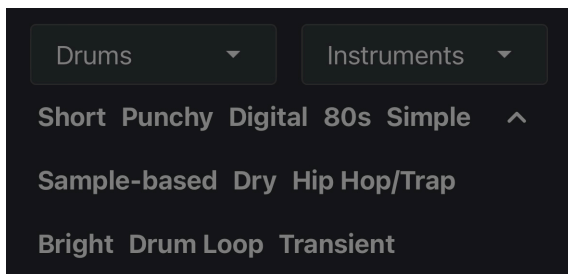 Drums Instruments
Short Punchy Digital 80s Simple
Sample-based Dry Hip Hop/Trap
Bright Drum Loop Transient